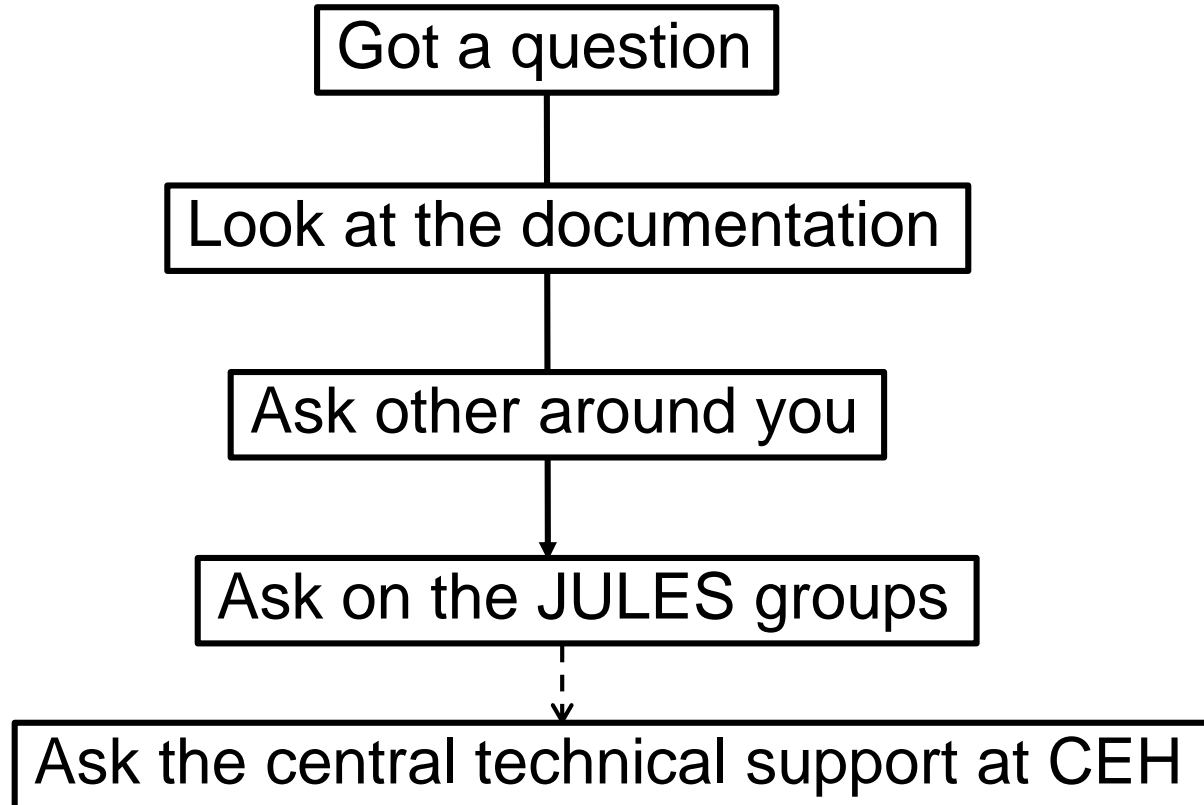 Got a question
Look at the documentation
Ask other around you
Ask on the JULES groups
Ask the central technical support at CEH